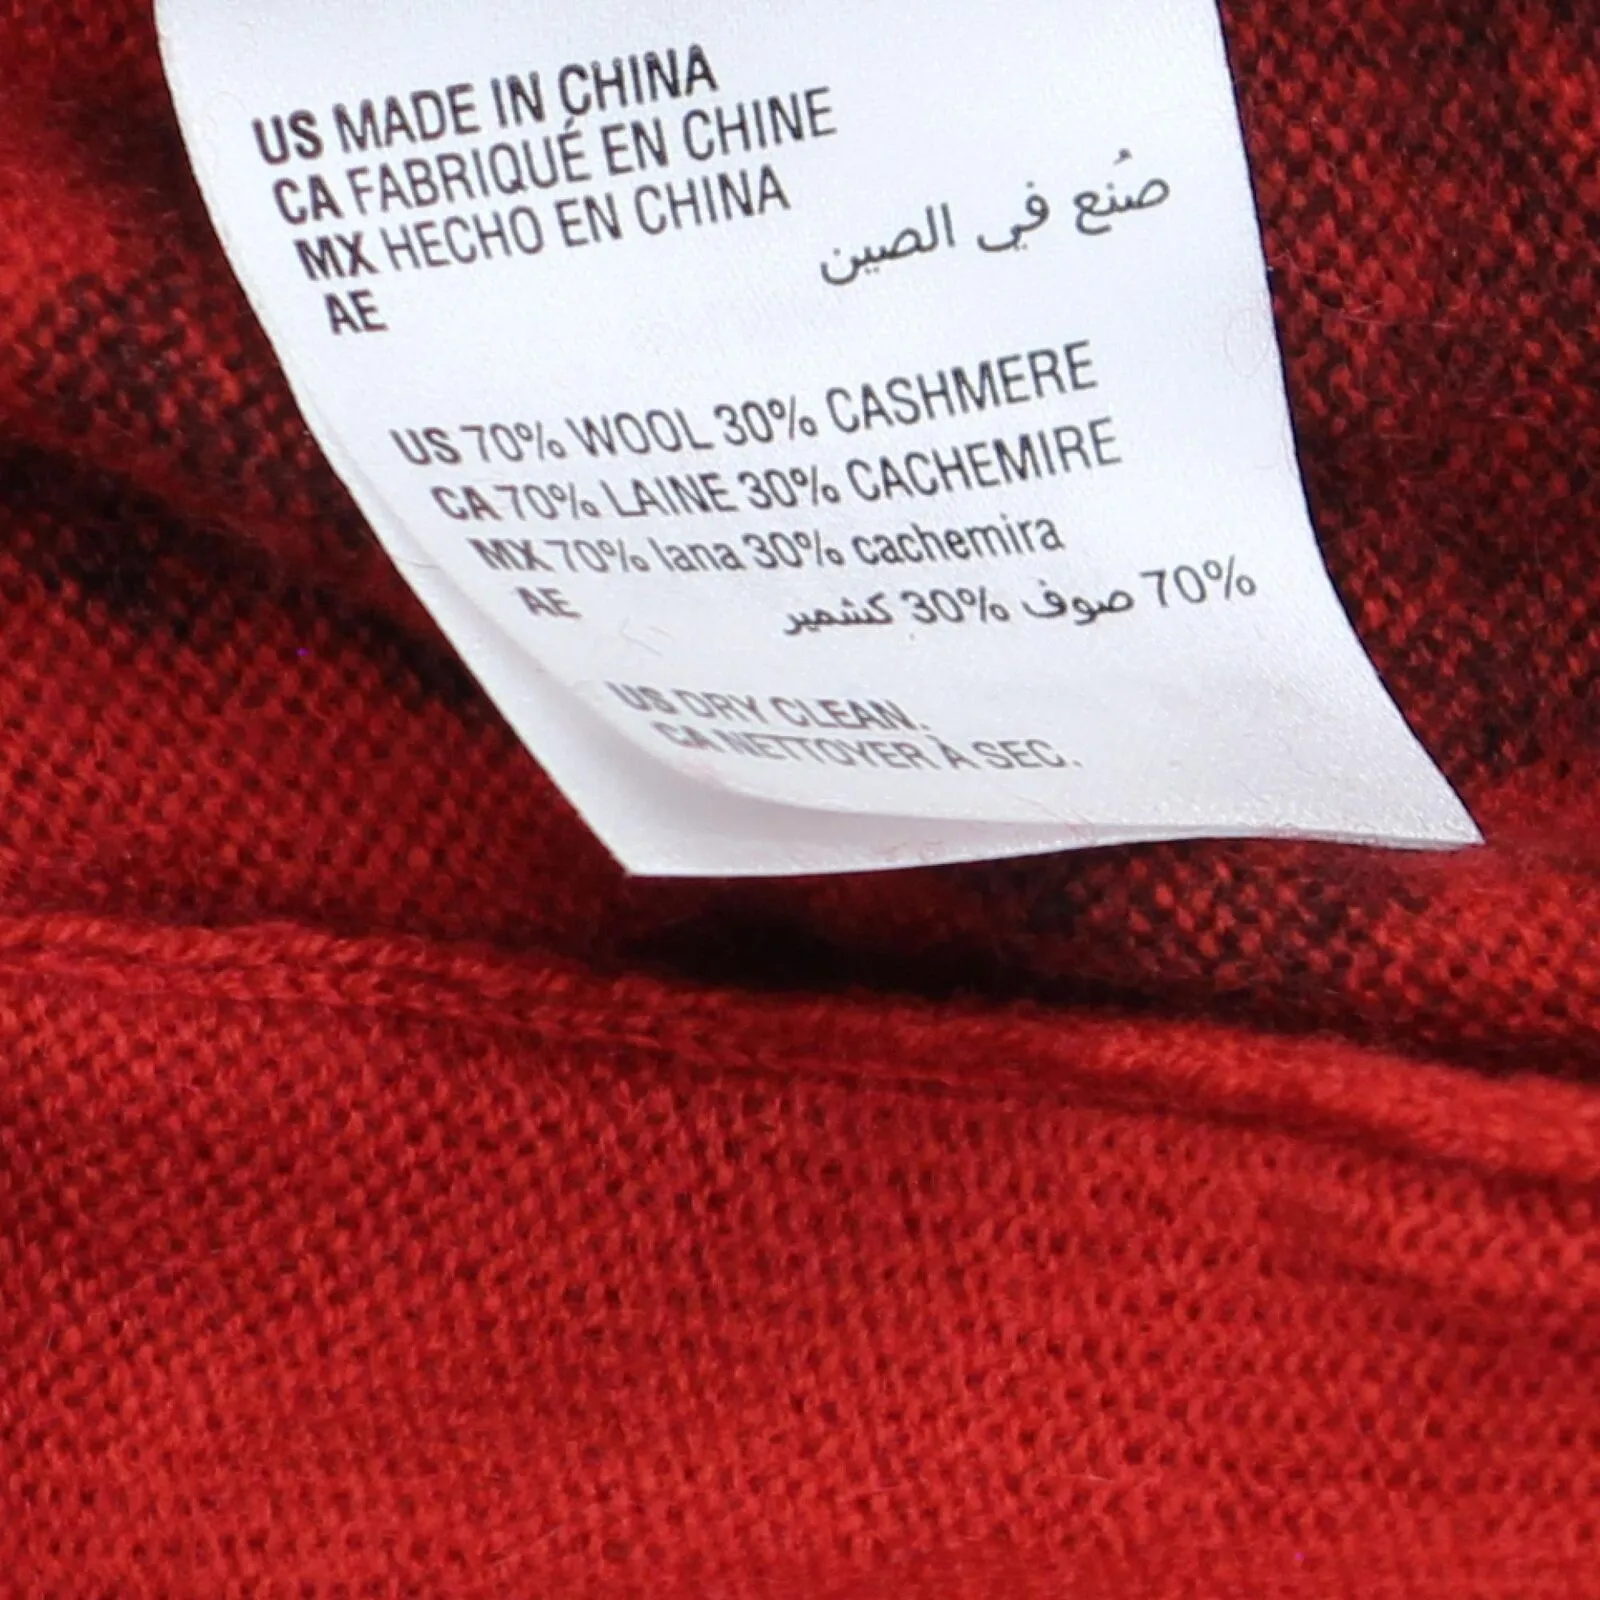 US MADE IN CHINA
CA FABRIQUÉ EN CHINE
MX HECHO EN CHINA
AE صُنع في الصين
US 70% WOOL 30% CASHMERE
CA 70% LAINE 30% CACHEMIRE
MX 70% lana 30% cachemira
AE 70% صوف 30% كشمير
US DRY CLEAN.
CA NETTOYER À SEC.